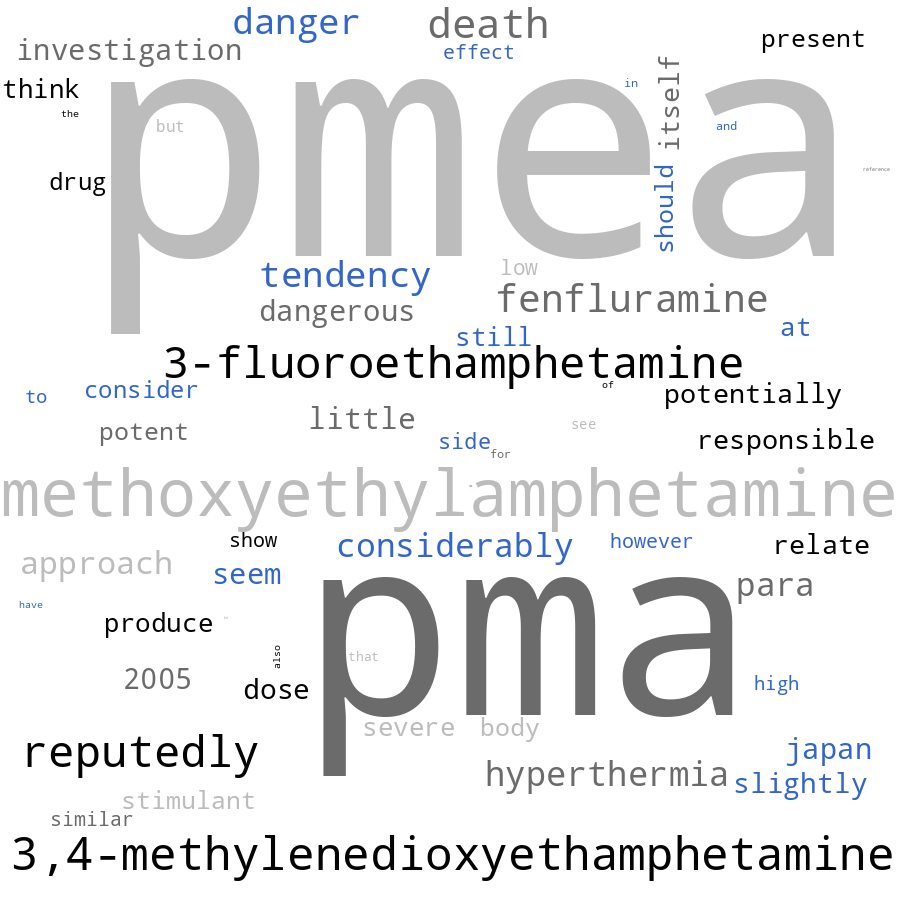 danger
death
investigation
effect
present
think
in
itself
the
pmea
but
and
reference
drug
should
tendency
low
dangerous
fenfluramine
still
at
3-fluoroethamphetamine
to
consider
of
potentially
potent
little
see
side
responsible
for
methoxyethylamphetamine
show
considerably
however
relate
approach
seem
para
have
pma
produce
also
that
2005
dose
high
severe
body
reputedly
japan
hyperthermia
slightly
stimulant
similar
3,4-methylenedioxyethamphetamine